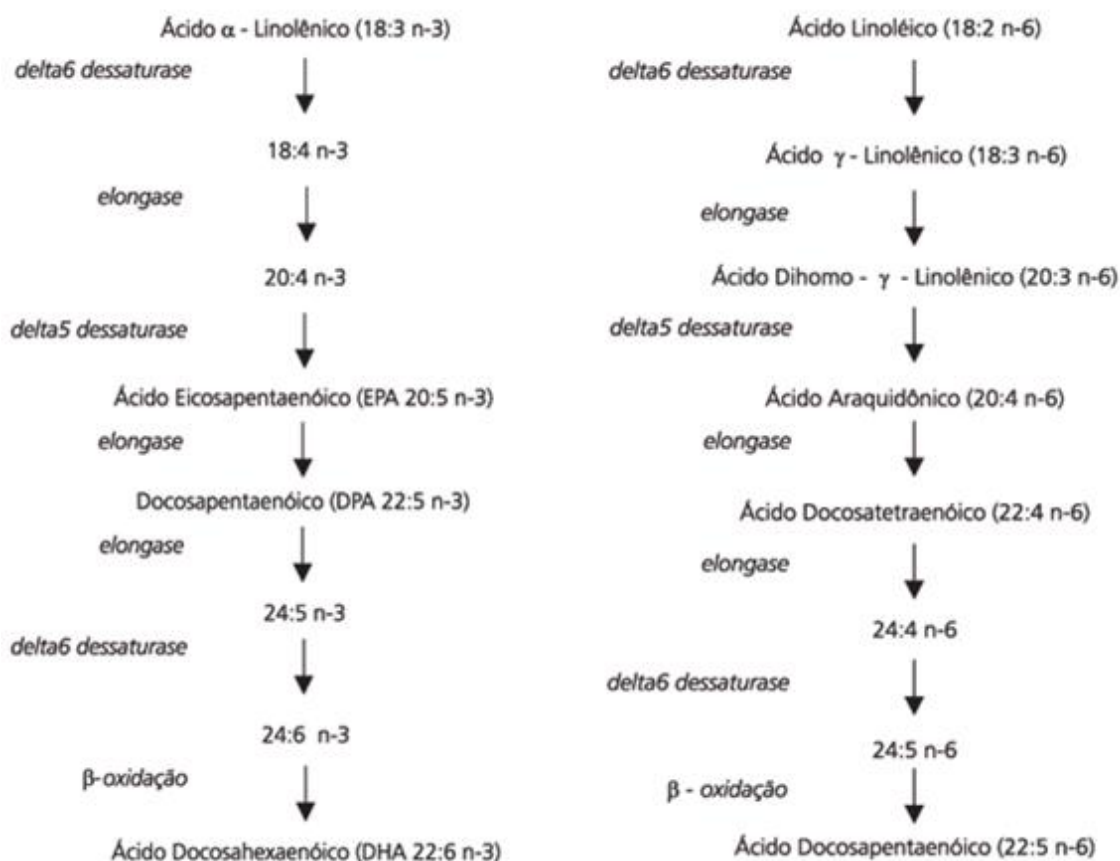 Ácido α - Linolênico (18:3 n-3)
delta6 dessaturase
18:4 n-3
elongase
20:4 n-3
delta5 dessaturase
Ácido Eicosapentaenóico (EPA 20:5 n-3)
elongase
Docosapentaenóico (DPA 22:5 n-3)
elongase
24:5 n-3
delta6 dessaturase
24:6 n-3
β-oxidação
Ácido Docosahexaenóico (DHA 22:6 n-3)
Ácido Linoléico (18:2 n-6)
delta6 dessaturase
Ácido γ - Linolênico (18:3 n-6)
elongase
Ácido Dihomo - γ - Linolênico (20:3 n-6)
delta5 dessaturase
Ácido Araquidônico (20:4 n-6)
elongase
Ácido Docosatetraenóico (22:4 n-6)
elongase
24:4 n-6
delta6 dessaturase
24:5 n-6
β - oxidação
Ácido Docosapentaenóico (22:5 n-6)